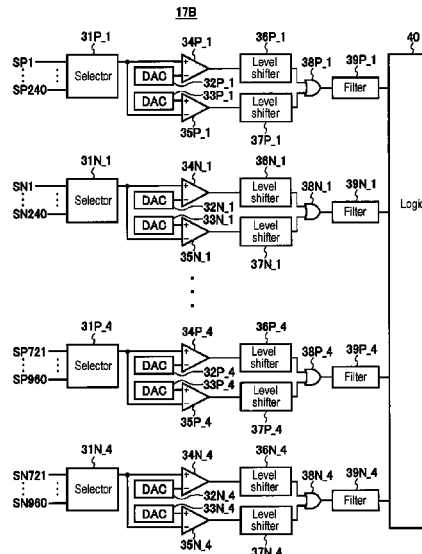 17B
31P_1
34P_1
36P_1
38P_1
39P_1
40
SP1
SP240
Selector
DAC
Level
shifter
Filter
32P_1
33P_1
DAC
Level
shifter
35P_1
37P_1
31N_1
34N_1
36N_1
38N_1
39N_1
SN1
SN240
Selector
DAC
Level
shifter
Filter
32N_1
33N_1
DAC
Level
shifter
35N_1
37N_1
Logic
31P_4
34P_4
36P_4
38P_4
39P_4
SP721
SP960
Selector
DAC
Level
shifter
Filter
32P_4
33P_4
DAC
Level
shifter
35P_4
37P_4
31N_4
34N_4
36N_4
38N_4
39N_4
SN721
SN960
Selector
DAC
Level
shifter
Filter
32N_4
33N_4
DAC
Level
shifter
35N_4
37N_4